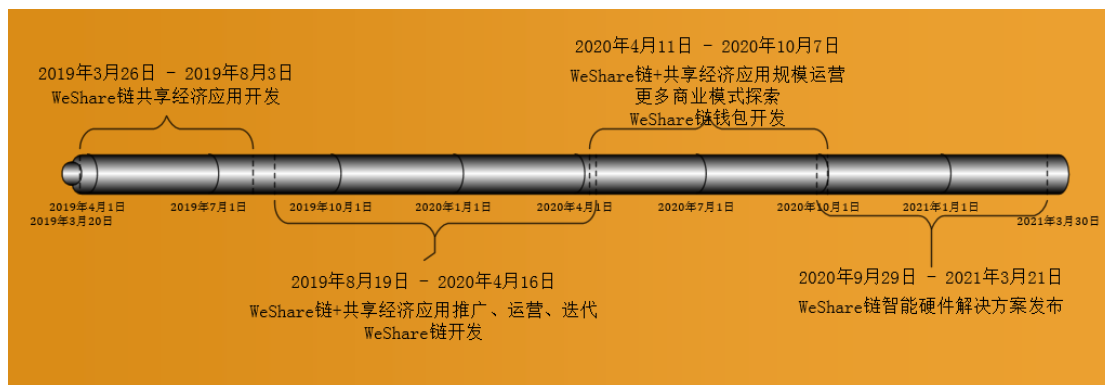 2020年4月11日 - 2020年10月7日
WeShare链+共享经济应用规模运营
更多商业模式探索
WeShare链钱包开发
2019年3月26日 - 2019年8月3日
WeShare链共享经济应用开发
2019年4月1日
2019年7月1日
2019年10月1日
2020年1月1日
2020年4月1日
2020年7月1日
2020年10月1日
2021年1月1日
2019年3月20日
2021年3月30日
2019年8月19日 - 2020年4月16日
WeShare链+共享经济应用推广、运营、迭代
WeShare链开发
2020年9月29日 - 2021年3月21日
WeShare链智能硬件解决方案发布